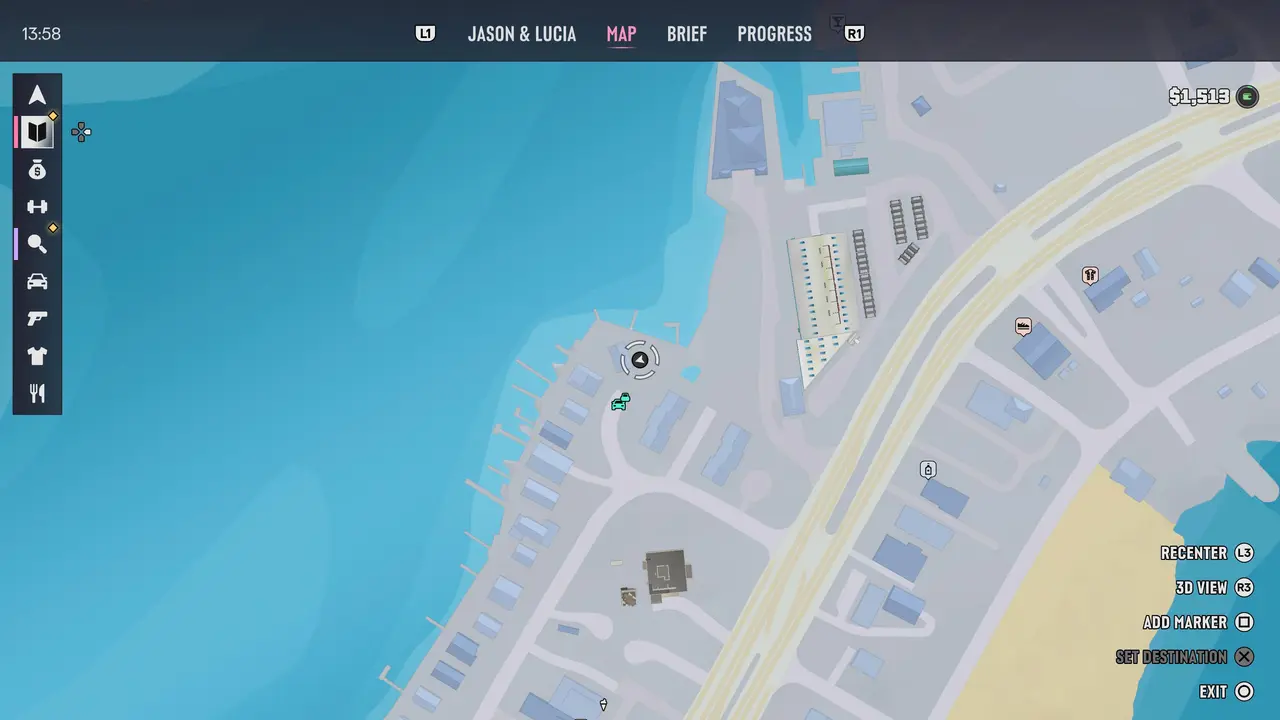 13:58
L1
JASON & LUCIA
MAP
BRIEF
PROGRESS
R1
$1,513
RECENTER L3
3D VIEW R3
ADD MARKER
SET DESTINATION
EXIT